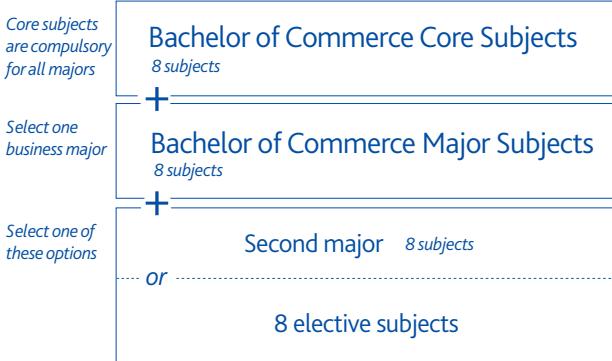 Core subjects
are compulsory
for all majors
Bachelor of Commerce Core Subjects
8 subjects
+
Select one
business major
Bachelor of Commerce Major Subjects
8 subjects
+
Select one of
these options
Second major 8 subjects
or
8 elective subjects